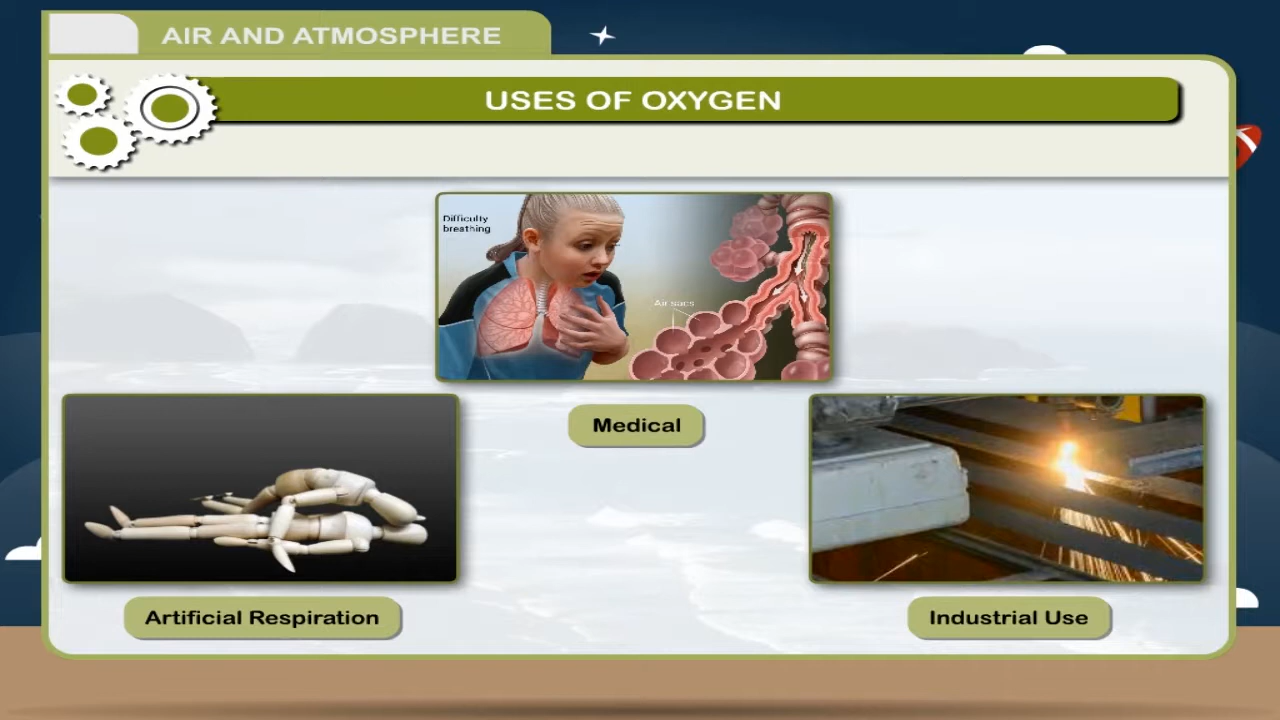 AIR AND ATMOSPHERE
USES OF OXYGEN
Difficulty
breathing
Air sacs
Medical
Artificial Respiration
Industrial Use